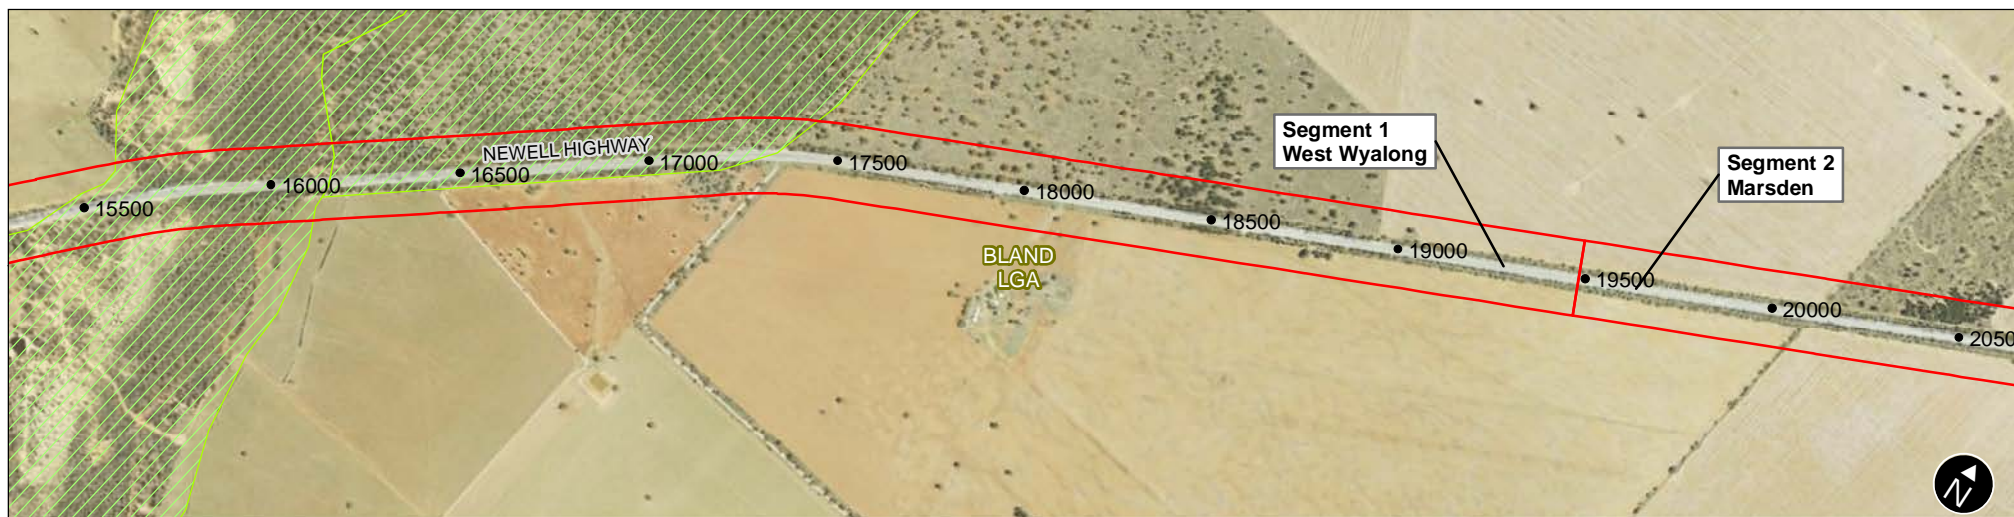 NEWELL HIGHWAY
15500
16000
16500
17000
17500
18000
18500
19000
19500
20000
2050
Segment 1
West Wyalong
Segment 2
Marsden
BLAND
LGA
N